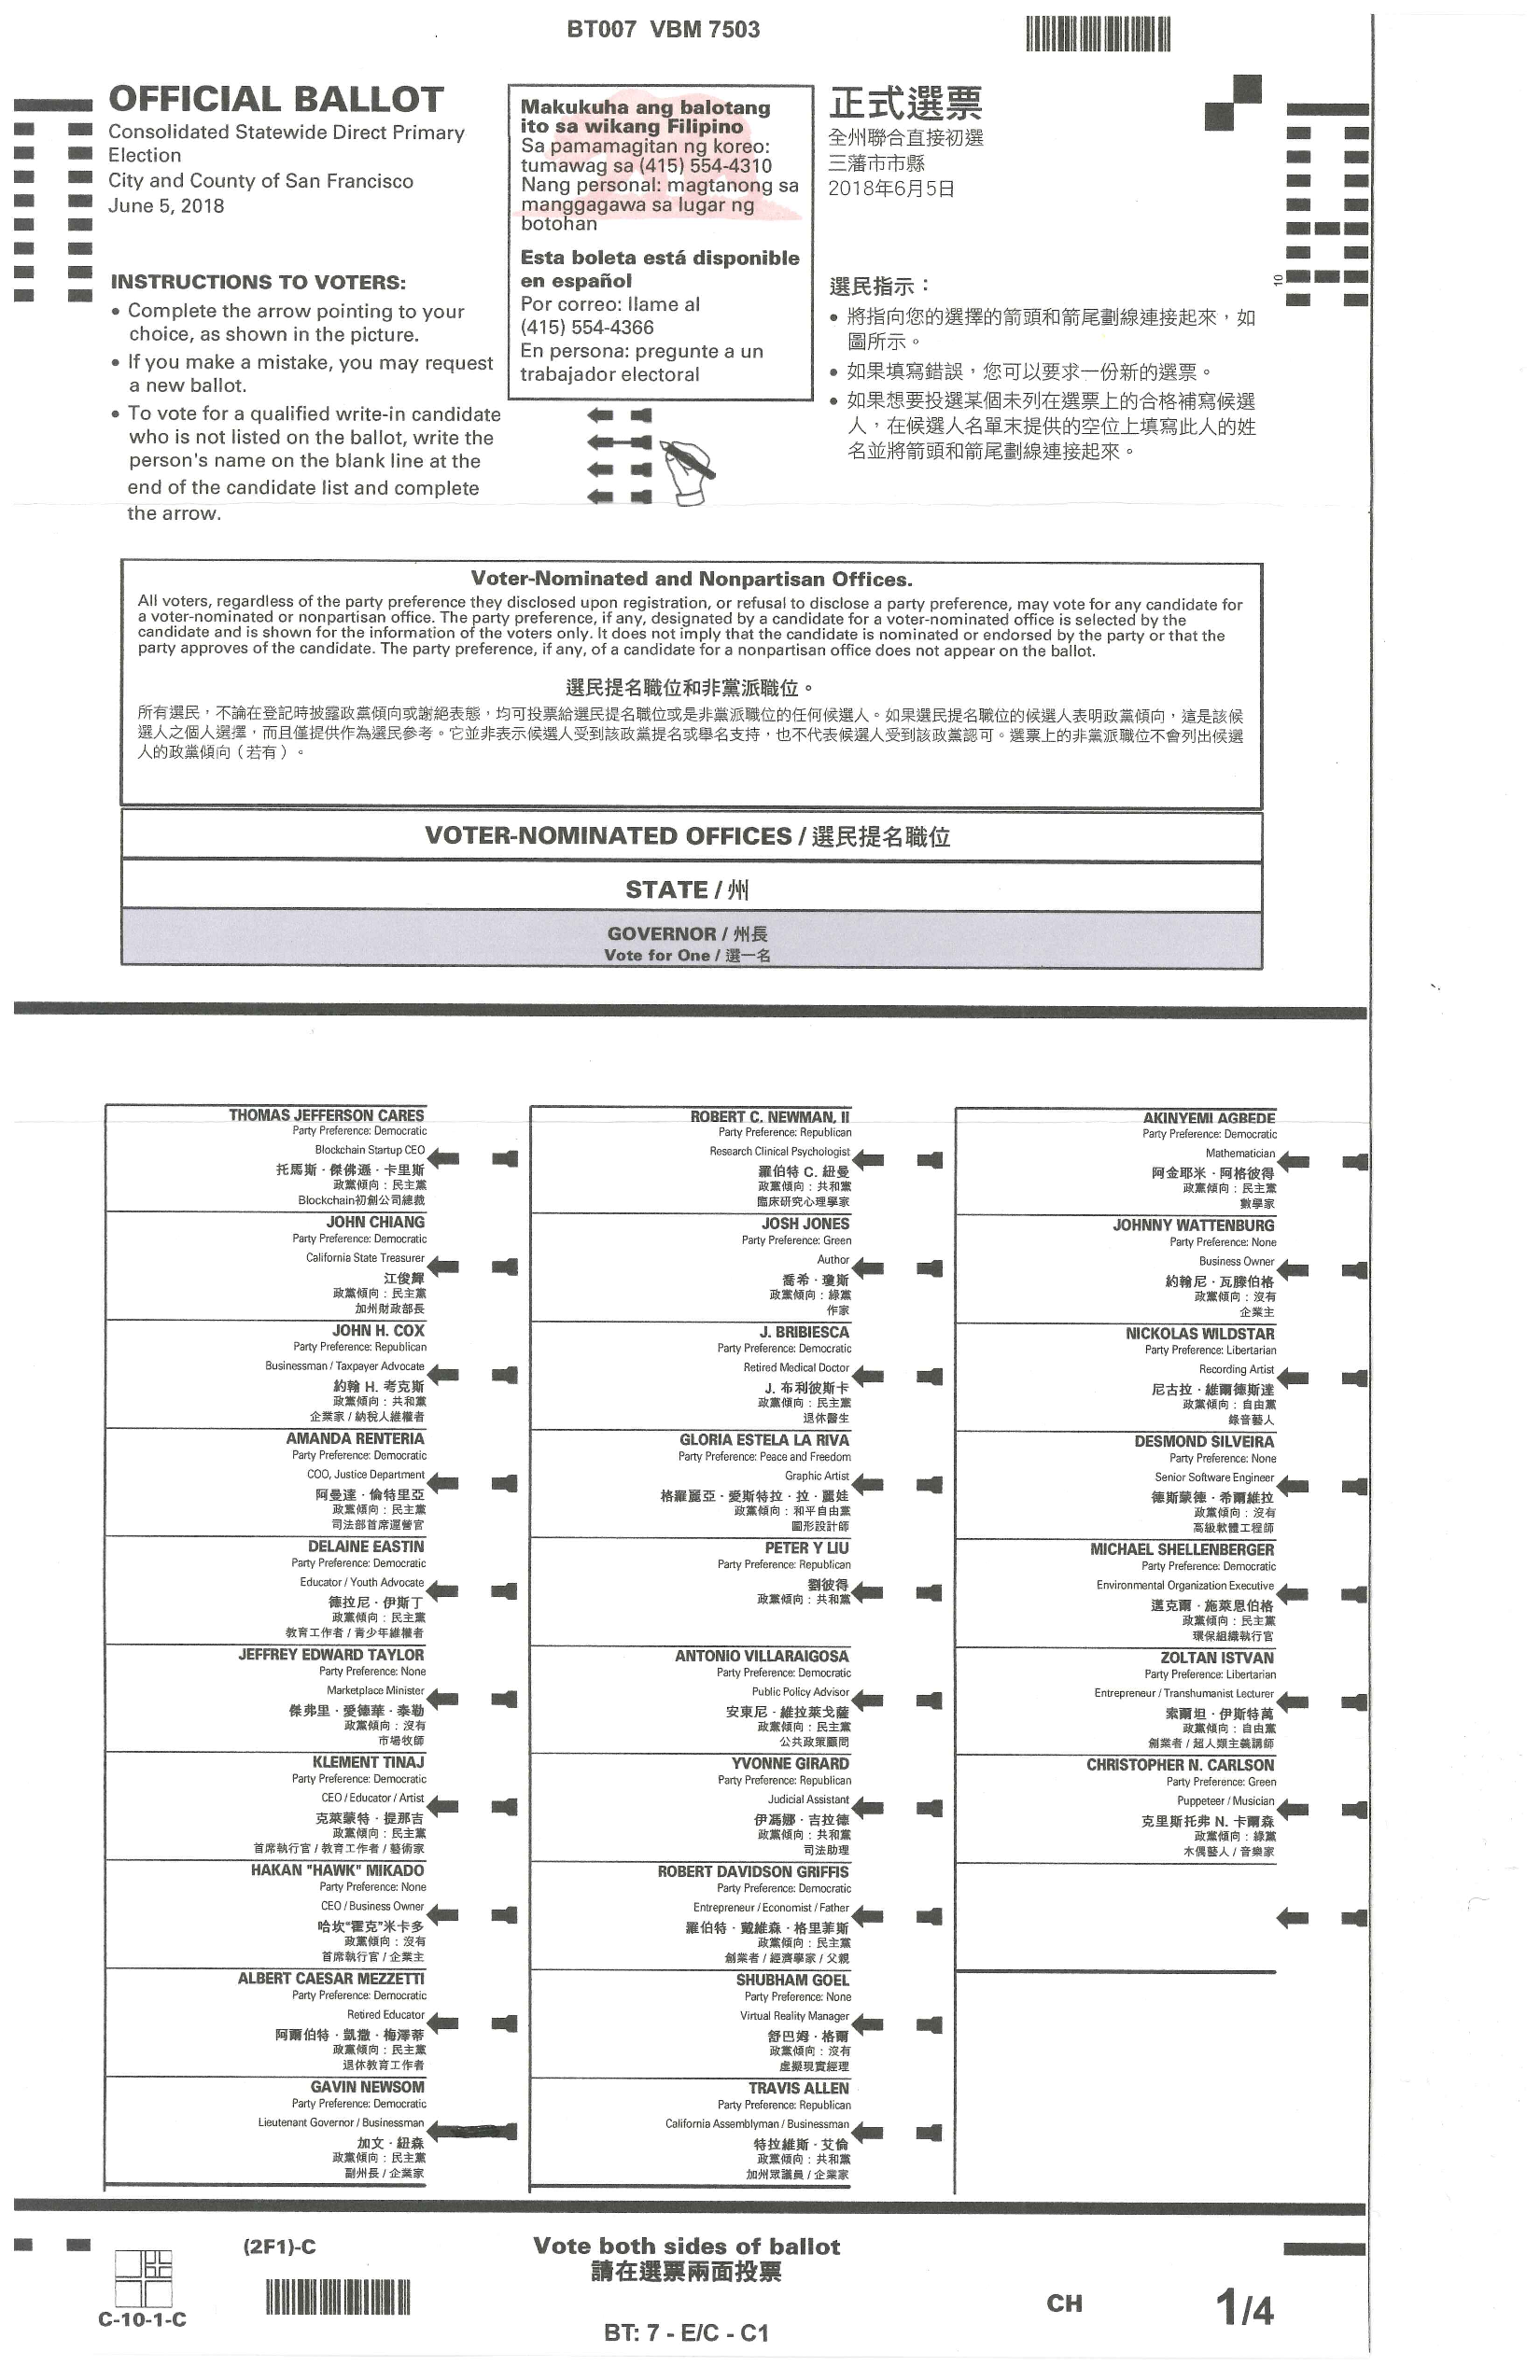 BT007 VBM 7503
OFFICIAL BALLOT
Consolidated Statewide Direct Primary
Election
City and County of San Francisco
June 5, 2018
INSTRUCTIONS TO VOTERS:
• Complete the arrow pointing to your
choice, as shown in the picture.
• If you make a mistake, you may request
a new ballot.
• To vote for a qualified write-in candidate
who is not listed on the ballot, write the
person's name on the blank line at the
end of the candidate list and complete
the arrow.
Makukuha ang balotang
ito sa wikang Filipino
Sa pamamagitan ng koreo:
tumawag sa (415) 554-4310
Nang personal: magtanong sa
manggagawa sa lugar ng
botohan
Esta boleta está disponible
en español
Por correo: llame al
(415) 554-4366
En persona: pregunte a un
trabajador electoral
正式選票
全州聯合直接初選
三藩市市縣
2018年6月5日
選民指示：
• 將指向您的選擇的箭頭和箭尾劃線連接起來，如
圖所示。
• 如果填寫錯誤，您可以要求一份新的選票。
• 如果想要投選某個未列在選票上的合格補寫候選
人，在候選人名單末提供的空位上填寫此人的姓
名並將箭頭和箭尾劃線連接起來。
10
Voter-Nominated and Nonpartisan Offices.
All voters, regardless of the party preference they disclosed upon registration, or refusal to disclose a party preference, may vote for any candidate for
a voter-nominated or nonpartisan office. The party preference, if any, designated by a candidate for a voter-nominated office is selected by the
candidate and is shown for the information of the voters only. It does not imply that the candidate is nominated or endorsed by the party or that the
party approves of the candidate. The party preference, if any, of a candidate for a nonpartisan office does not appear on the ballot.
選民提名職位和非黨派職位。
所有選民，不論在登記時披露政黨傾向或謝絕表態，均可投票給選民提名職位或是非黨派職位的任何候選人。如果選民提名職位的候選人表明政黨傾向，這是該候
選人之個人選擇，而且僅提供作為選民參考。它並非表示候選人受到該政黨提名或舉名支持，也不代表候選人受到該政黨認可。選票上的非黨派職位不會列出候選
人的政黨傾向（若有）。
VOTER-NOMINATED OFFICES / 選民提名職位
STATE / 州
GOVERNOR / 州長
Vote for One / 選一名
THOMAS JEFFERSON CARES
Party Preference: Democratic
Blockchain Startup CEO
托馬斯·傑佛遜·卡里斯
政黨傾向：民主黨
Blockchain初創公司總裁
JOHN CHIANG
Party Preference: Democratic
California State Treasurer
江俊輝
政黨傾向：民主黨
加州財政部長
JOHN H. COX
Party Preference: Republican
Businessman / Taxpayer Advocate
約翰 H. 考克斯
政黨傾向：共和黨
企業家 / 納稅人維權者
AMANDA RENTERIA
Party Preference: Democratic
COO, Justice Department
阿曼達·倫特里亞
政黨傾向：民主黨
司法部首席運營官
DELAINE EASTIN
Party Preference: Democratic
Educator / Youth Advocate
德拉尼·伊斯丁
政黨傾向：民主黨
教育工作者 / 青少年維權者
JEFFREY EDWARD TAYLOR
Party Preference: None
Marketplace Minister
傑弗里·愛德華·泰勒
政黨傾向：沒有
市場牧師
KLEMENT TINAJ
Party Preference: Democratic
CEO / Educator / Artist
克萊蒙特·提那吉
政黨傾向：民主黨
首席執行官 / 教育工作者 / 藝術家
HAKAN "HAWK" MIKADO
Party Preference: None
CEO / Business Owner
哈坎“霍克”米卡多
政黨傾向：沒有
首席執行官 / 企業主
ALBERT CAESAR MEZZETTI
Party Preference: Democratic
Retired Educator
阿爾伯特·凱撒·梅澤蒂
政黨傾向：民主黨
退休教育工作者
GAVIN NEWSOM
Party Preference: Democratic
Lieutenant Governor / Businessman
加文·紐森
政黨傾向：民主黨
副州長 / 企業家
ROBERT C. NEWMAN, II
Party Preference: Republican
Research Clinical Psychologist
羅伯特 C. 紐曼
政黨傾向：共和黨
臨床研究心理學家
JOSH JONES
Party Preference: Green
Author
喬希·瓊斯
政黨傾向：綠黨
作家
J. BRIBIESCA
Party Preference: Democratic
Retired Medical Doctor
J. 布利彼斯卡
政黨傾向：民主黨
退休醫生
GLORIA ESTELA LA RIVA
Party Preference: Peace and Freedom
Graphic Artist
格羅麗亞·愛斯特拉·拉·麗娃
政黨傾向：和平自由黨
圖形設計師
PETER Y LIU
Party Preference: Republican
劉彼得
政黨傾向：共和黨
ANTONIO VILLARAIGOSA
Party Preference: Democratic
Public Policy Advisor
安東尼·維拉萊戈薩
政黨傾向：民主黨
公共政策顧問
YVONNE GIRARD
Party Preference: Republican
Judicial Assistant
伊馮娜·吉拉德
政黨傾向：共和黨
司法助理
ROBERT DAVIDSON GRIFFIS
Party Preference: Democratic
Entrepreneur / Economist / Father
羅伯特·戴維森·格里菲斯
政黨傾向：民主黨
創業者 / 經濟學家 / 父親
SHUBHAM GOEL
Party Preference: None
Virtual Reality Manager
舒巴姆·格爾
政黨傾向：沒有
虛擬現實經理
TRAVIS ALLEN
Party Preference: Republican
California Assemblyman / Businessman
特拉維斯·艾倫
政黨傾向：共和黨
加州眾議員 / 企業家
AKINYEMI AGBEDE
Party Preference: Democratic
Mathematician
阿金耶米·阿格彼得
政黨傾向：民主黨
數學家
JOHNNY WATTENBURG
Party Preference: None
Business Owner
約翰尼·瓦滕伯格
政黨傾向：沒有
企業主
NICKOLAS WILDSTAR
Party Preference: Libertarian
Recording Artist
尼古拉·維爾德斯達
政黨傾向：自由黨
錄音藝人
DESMOND SILVEIRA
Party Preference: None
Senior Software Engineer
德斯蒙德·希爾維拉
政黨傾向：沒有
高級軟體工程師
MICHAEL SHELLENBERGER
Party Preference: Democratic
Environmental Organization Executive
邁克爾·施萊恩伯格
政黨傾向：民主黨
環保組織執行官
ZOLTAN ISTVAN
Party Preference: Libertarian
Entrepreneur / Transhumanist Lecturer
索爾坦·伊斯特萬
政黨傾向：自由黨
創業者 / 超人類主義講師
CHRISTOPHER N. CARLSON
Party Preference: Green
Puppeteer / Musician
克里斯托弗 N. 卡爾森
政黨傾向：綠黨
木偶藝人 / 音樂家
(2F1)-C
C-10-1-C
Vote both sides of ballot
請在選票兩面投票
BT: 7 - E/C - C1
CH
1/4